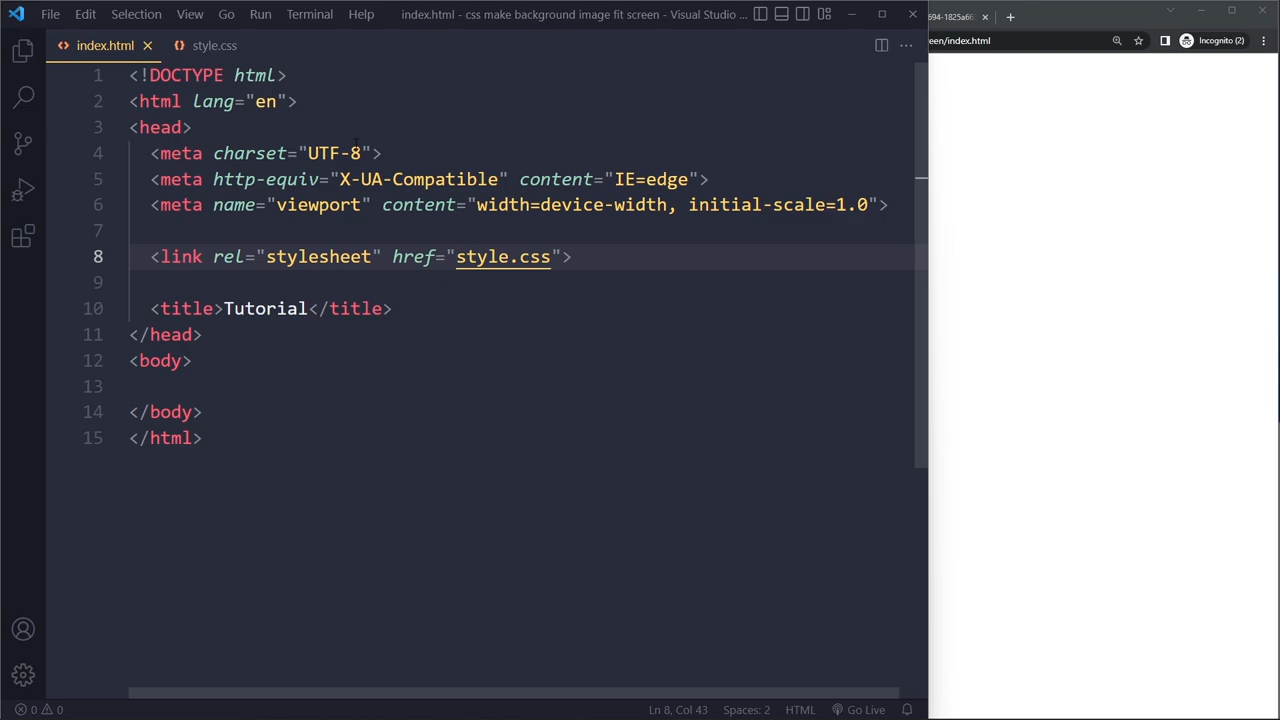 File Edit Selection View Go Run Terminal Help index.html - css make background image fit screen - Visual Studio ...
694-1825a66
index.html style.css
een/index.html Incognito (2)
1 <!DOCTYPE html>
2 <html lang="en">
3 <head>
4 <meta charset="UTF-8">
5 <meta http-equiv="X-UA-Compatible" content="IE=edge">
6 <meta name="viewport" content="width=device-width, initial-scale=1.0">
7
8 <link rel="stylesheet" href="style.css">
9
10 <title>Tutorial</title>
11 </head>
12 <body>
13
14 </body>
15 </html>
0 0 Ln 8, Col 43 Spaces: 2 HTML Go Live